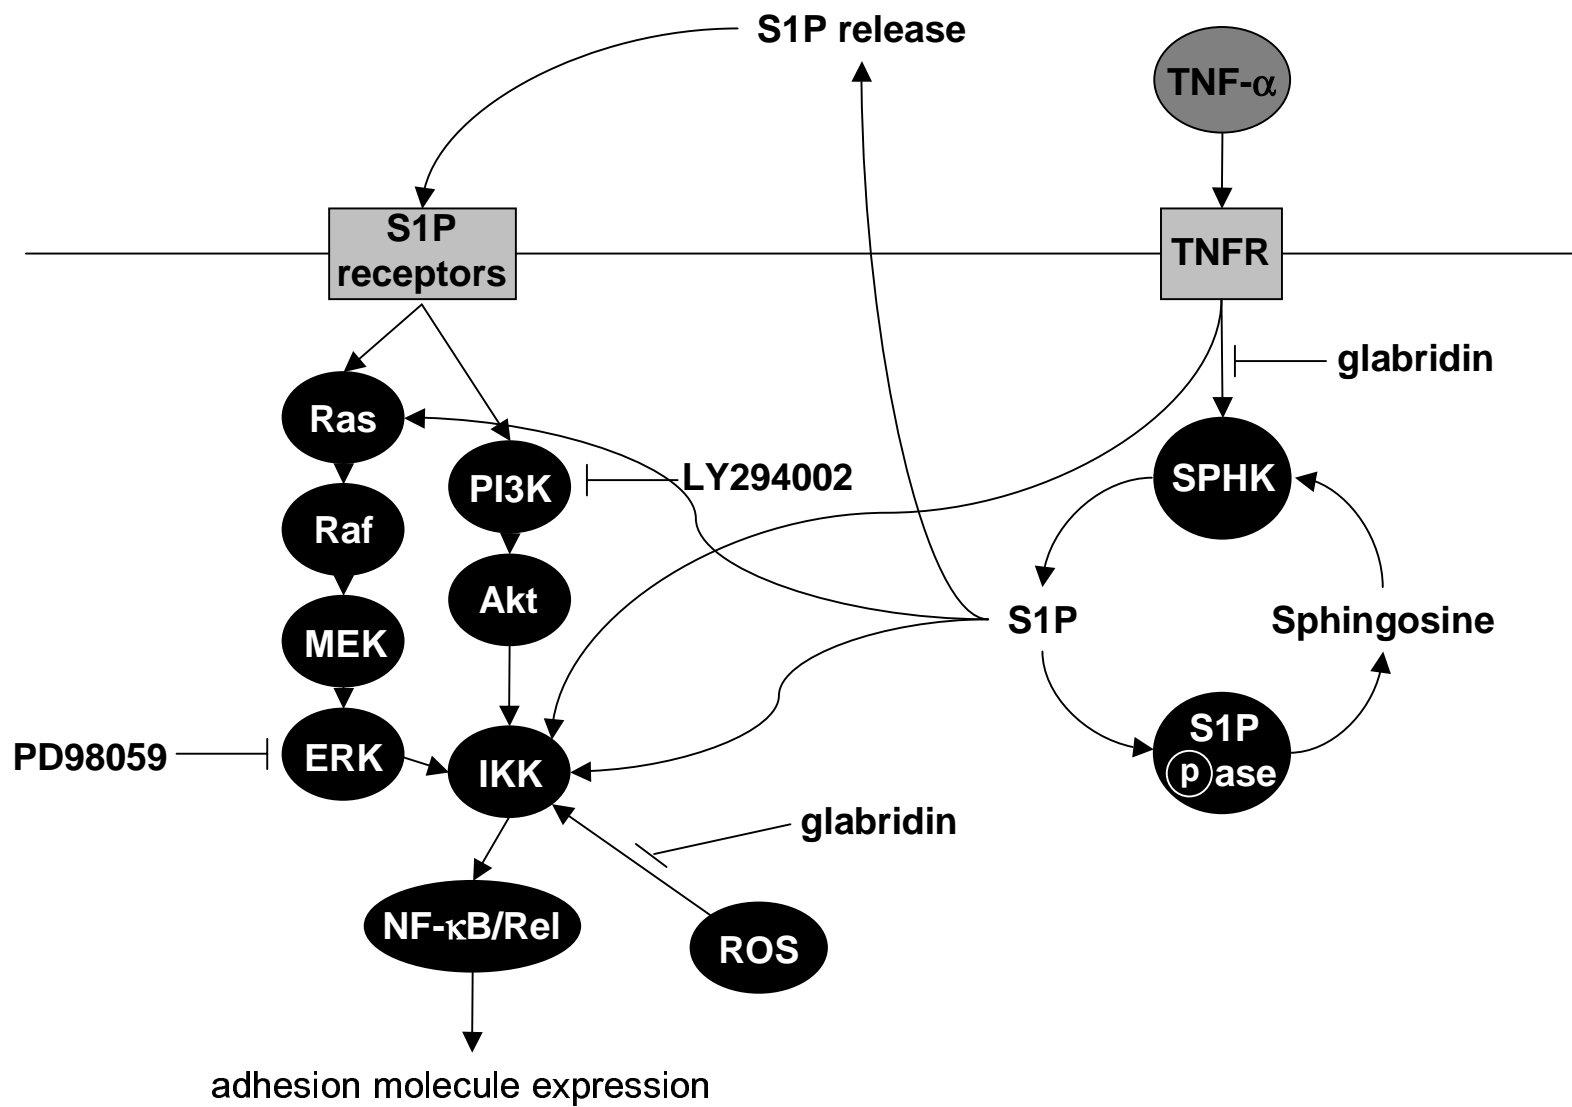 S1P release
TNF-α
S1P
receptors
TNFR
glabridin
Ras
PI3K
LY294002
SPHK
Raf
Akt
S1P
Sphingosine
MEK
S1P
p ase
PD98059
ERK
IKK
glabridin
NF-κB/Rel
ROS
adhesion molecule expression